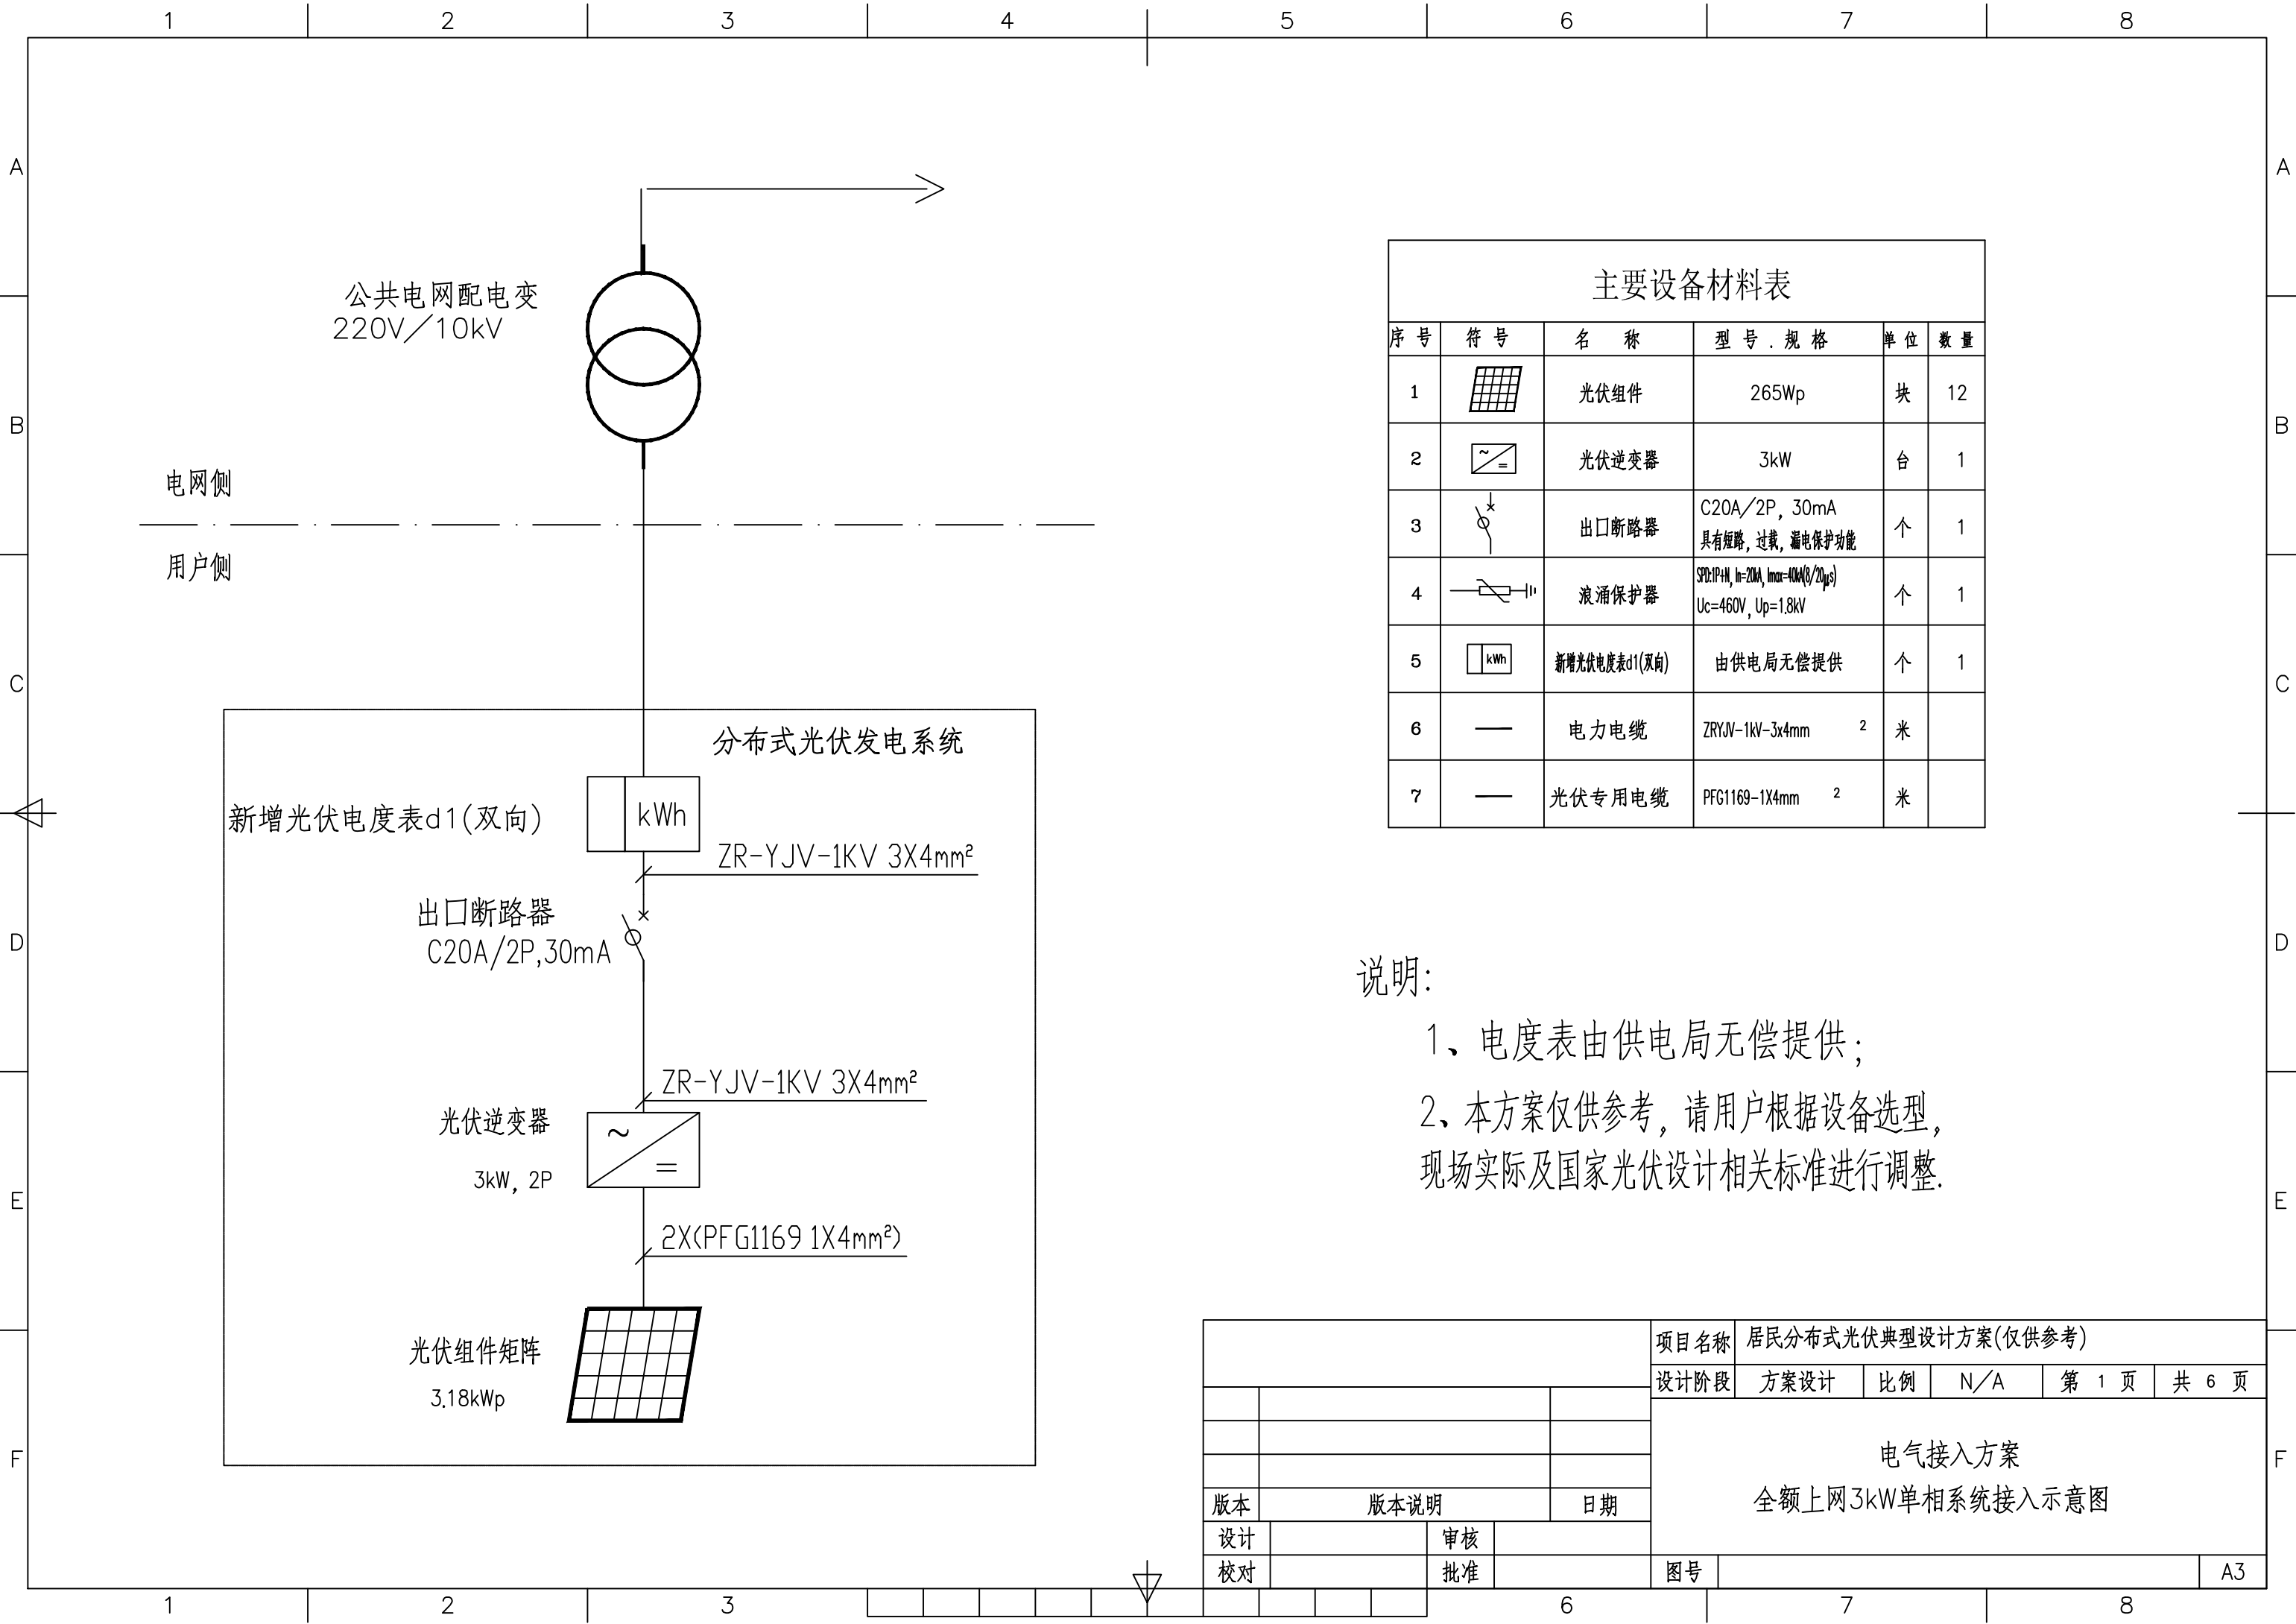 1 2 3 4 5 6 7 8
A A
公共电网配电变
220V/10kV
B B
电网侧
用户侧
C C
分布式光伏发电系统
新增光伏电度表d1(双向)
kWh
ZR-YJV-1KV 3X4mm²
出口断路器
C20A/2P,30mA
D D
ZR-YJV-1KV 3X4mm²
光伏逆变器
3kW, 2P
~
=
E E
2X(PFG1169 1X4mm²)
光伏组件矩阵
3.18kWp
F F
主要设备材料表
序 号 符 号 名 称 型 号 . 规 格 单 位 数 量
1 光伏组件 265Wp 块 12
2 ~ = 光伏逆变器 3kW 台 1
3 出口断路器 C20A/2P, 30mA 个 1
具有短路, 过载, 漏电保护功能
4 浪涌保护器 SPD:1P+N, In=20kA, Imax=40kA(8/20μs) 个 1
Uc=460V, Up=1.8kV
5 kWh 新增光伏电度表d1(双向) 由供电局无偿提供 个 1
6 电力电缆 ZRYJV-1kV-3x4mm 2 米
7 光伏专用电缆 PFG1169-1X4mm 2 米
说明:
1、电度表由供电局无偿提供;
2、本方案仅供参考, 请用户根据设备选型,
现场实际及国家光伏设计相关标准进行调整.
项目名称 居民分布式光伏典型设计方案(仅供参考)
设计阶段 方案设计 比例 N/A 第 1 页 共 6 页
电气接入方案
全额上网3kW单相系统接入示意图
版本 版本说明 日期
设计 审核
校对 批准 图号 A3
1 2 3 6 7 8